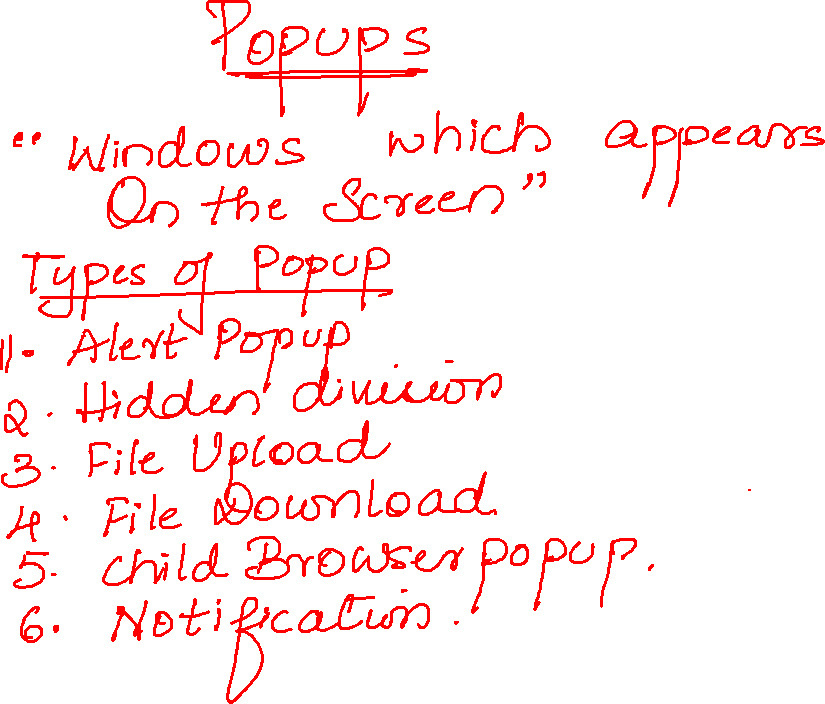 Popups
"Windows which appears
On the Screen"
Types of Popup
1). Alert Popup
2. Hidden division
3. File Upload
4. File Download
5. child Browser popup.
6. Notification.